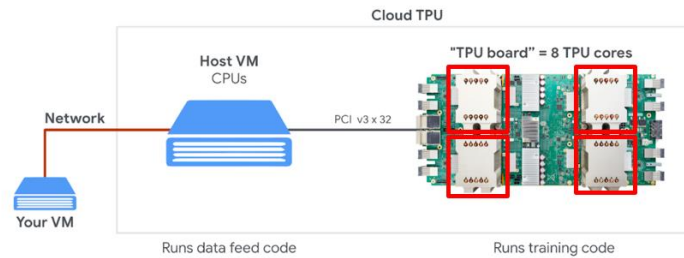 Cloud TPU
Host VM
CPUs
"TPU board” = 8 TPU cores
Network
PCI v3 x 32
Your VM
Runs data feed code
Runs training code